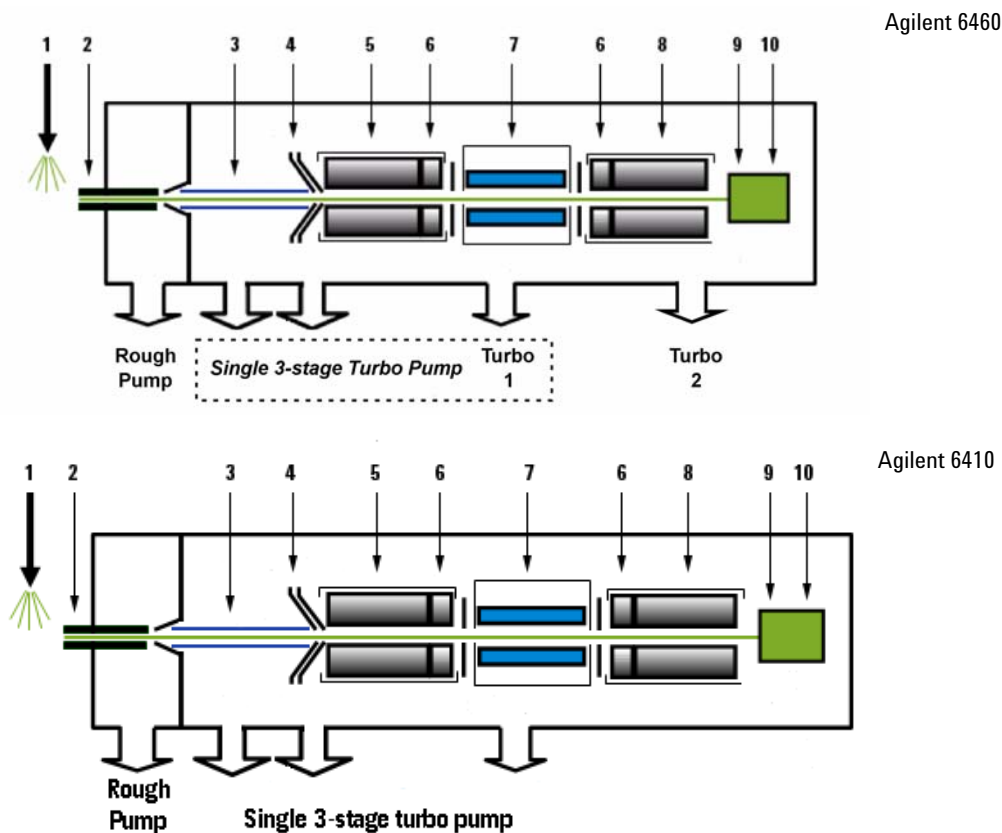 Agilent 6460
1 2 3 4 5 6 7 6 8 9 10
Rough
Pump
Single 3-stage Turbo Pump
Turbo
1
Turbo
2
Agilent 6410
1 2 3 4 5 6 7 6 8 9 10
Rough
Pump
Single 3-stage turbo pump